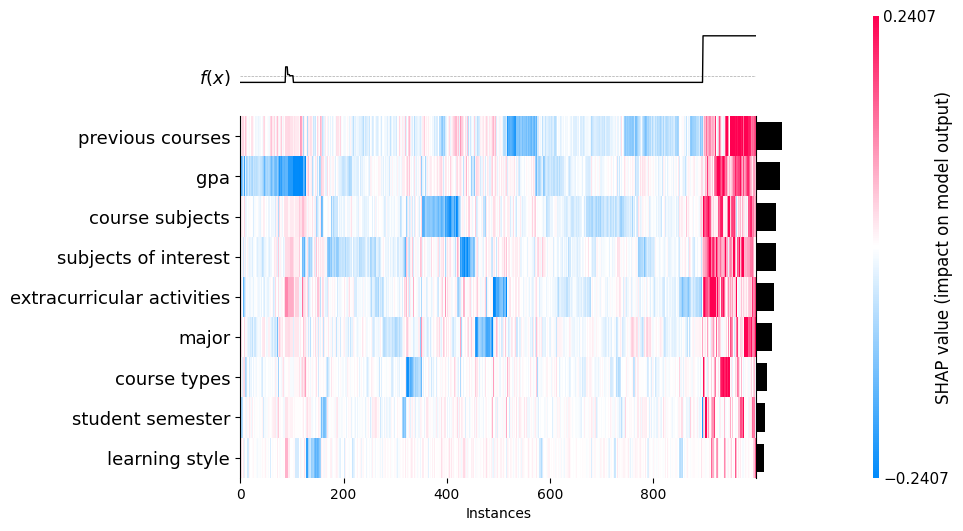 0.2407
f(x)
previous courses
gpa
course subjects
subjects of interest
extracurricular activities
major
course types
student semester
learning style
0 200 400 600 800
Instances
SHAP value (impact on model output)
−0.2407